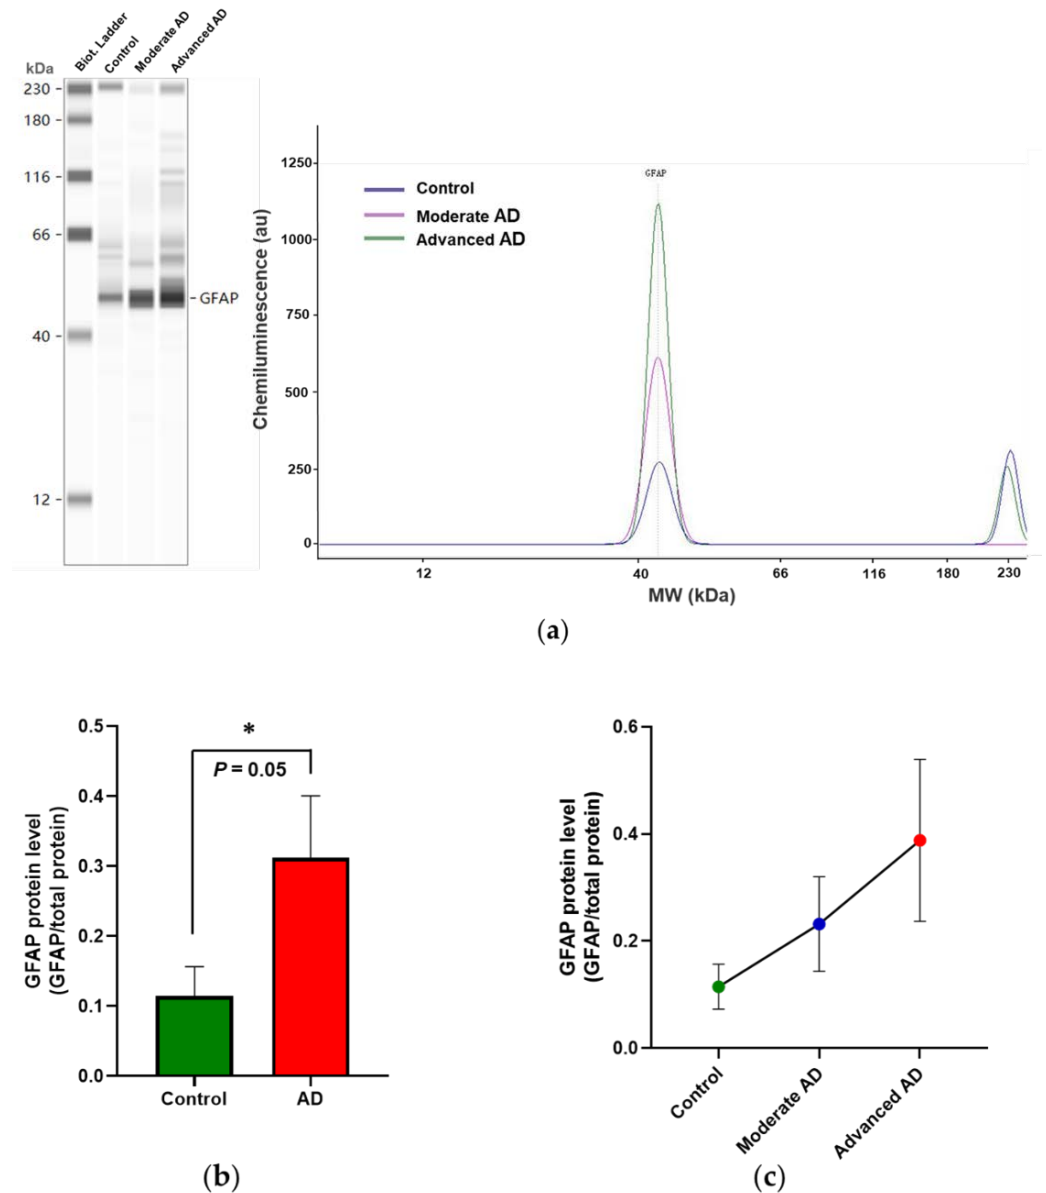 Biot. Ladder
Control
Moderate AD
Advanced AD
kDa
230
180
116
66
GFAP
40
12
Chemiluminescence (au)
1250
1000
750
500
250
0
GFAP
Control
Moderate AD
Advanced AD
12 40 66 116 180 230
MW (kDa)
(a)
GFAP protein level
(GFAP/total protein)
0.5
0.4
0.3
0.2
0.1
0.0
*
P = 0.05
Control AD
(b)
GFAP protein level
(GFAP/total protein)
0.6
0.4
0.2
0.0
Control
Moderate AD
Advanced AD
(c)